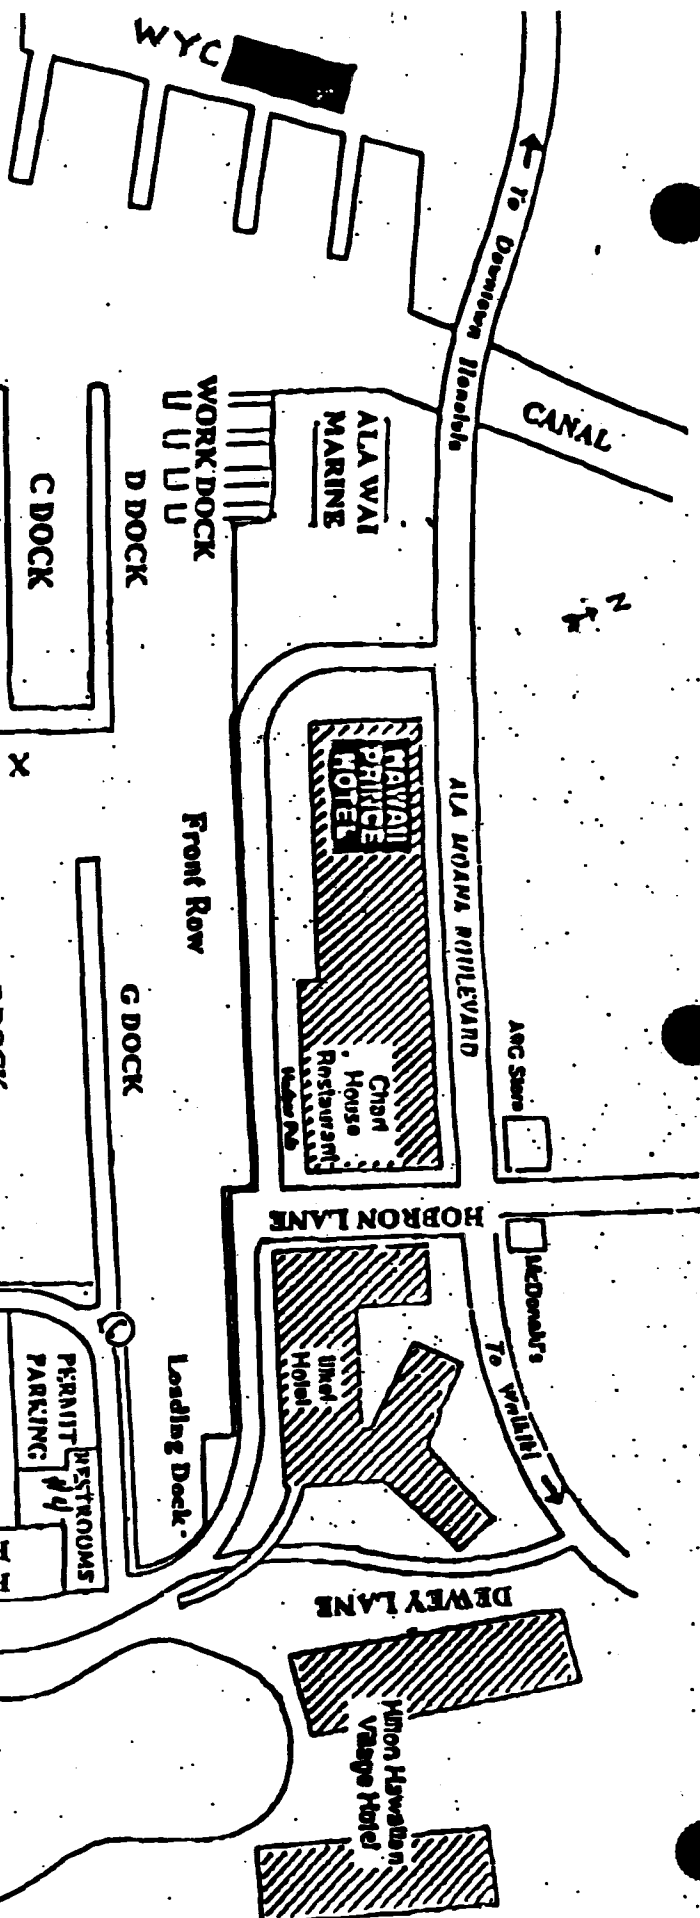 WYC
To Downtown Honolulu
CANAL
ALA WAI
MARINE
WORK DOCK
D DOCK
C DOCK
N
HAWAII
PRINCE
HOTEL
X
ALA MOANA BOULEVARD
Front Row
G DOCK
ABC Store
Chart
House
Restaurant
HOBRON LANE
McDonald's
To Waikiki
Ilikai
Hotel
Loading Dock
PERMIT
PARKING
RESTROOMS
#4
DEWEY LANE
Hilton Hawaiian
Village Hotel